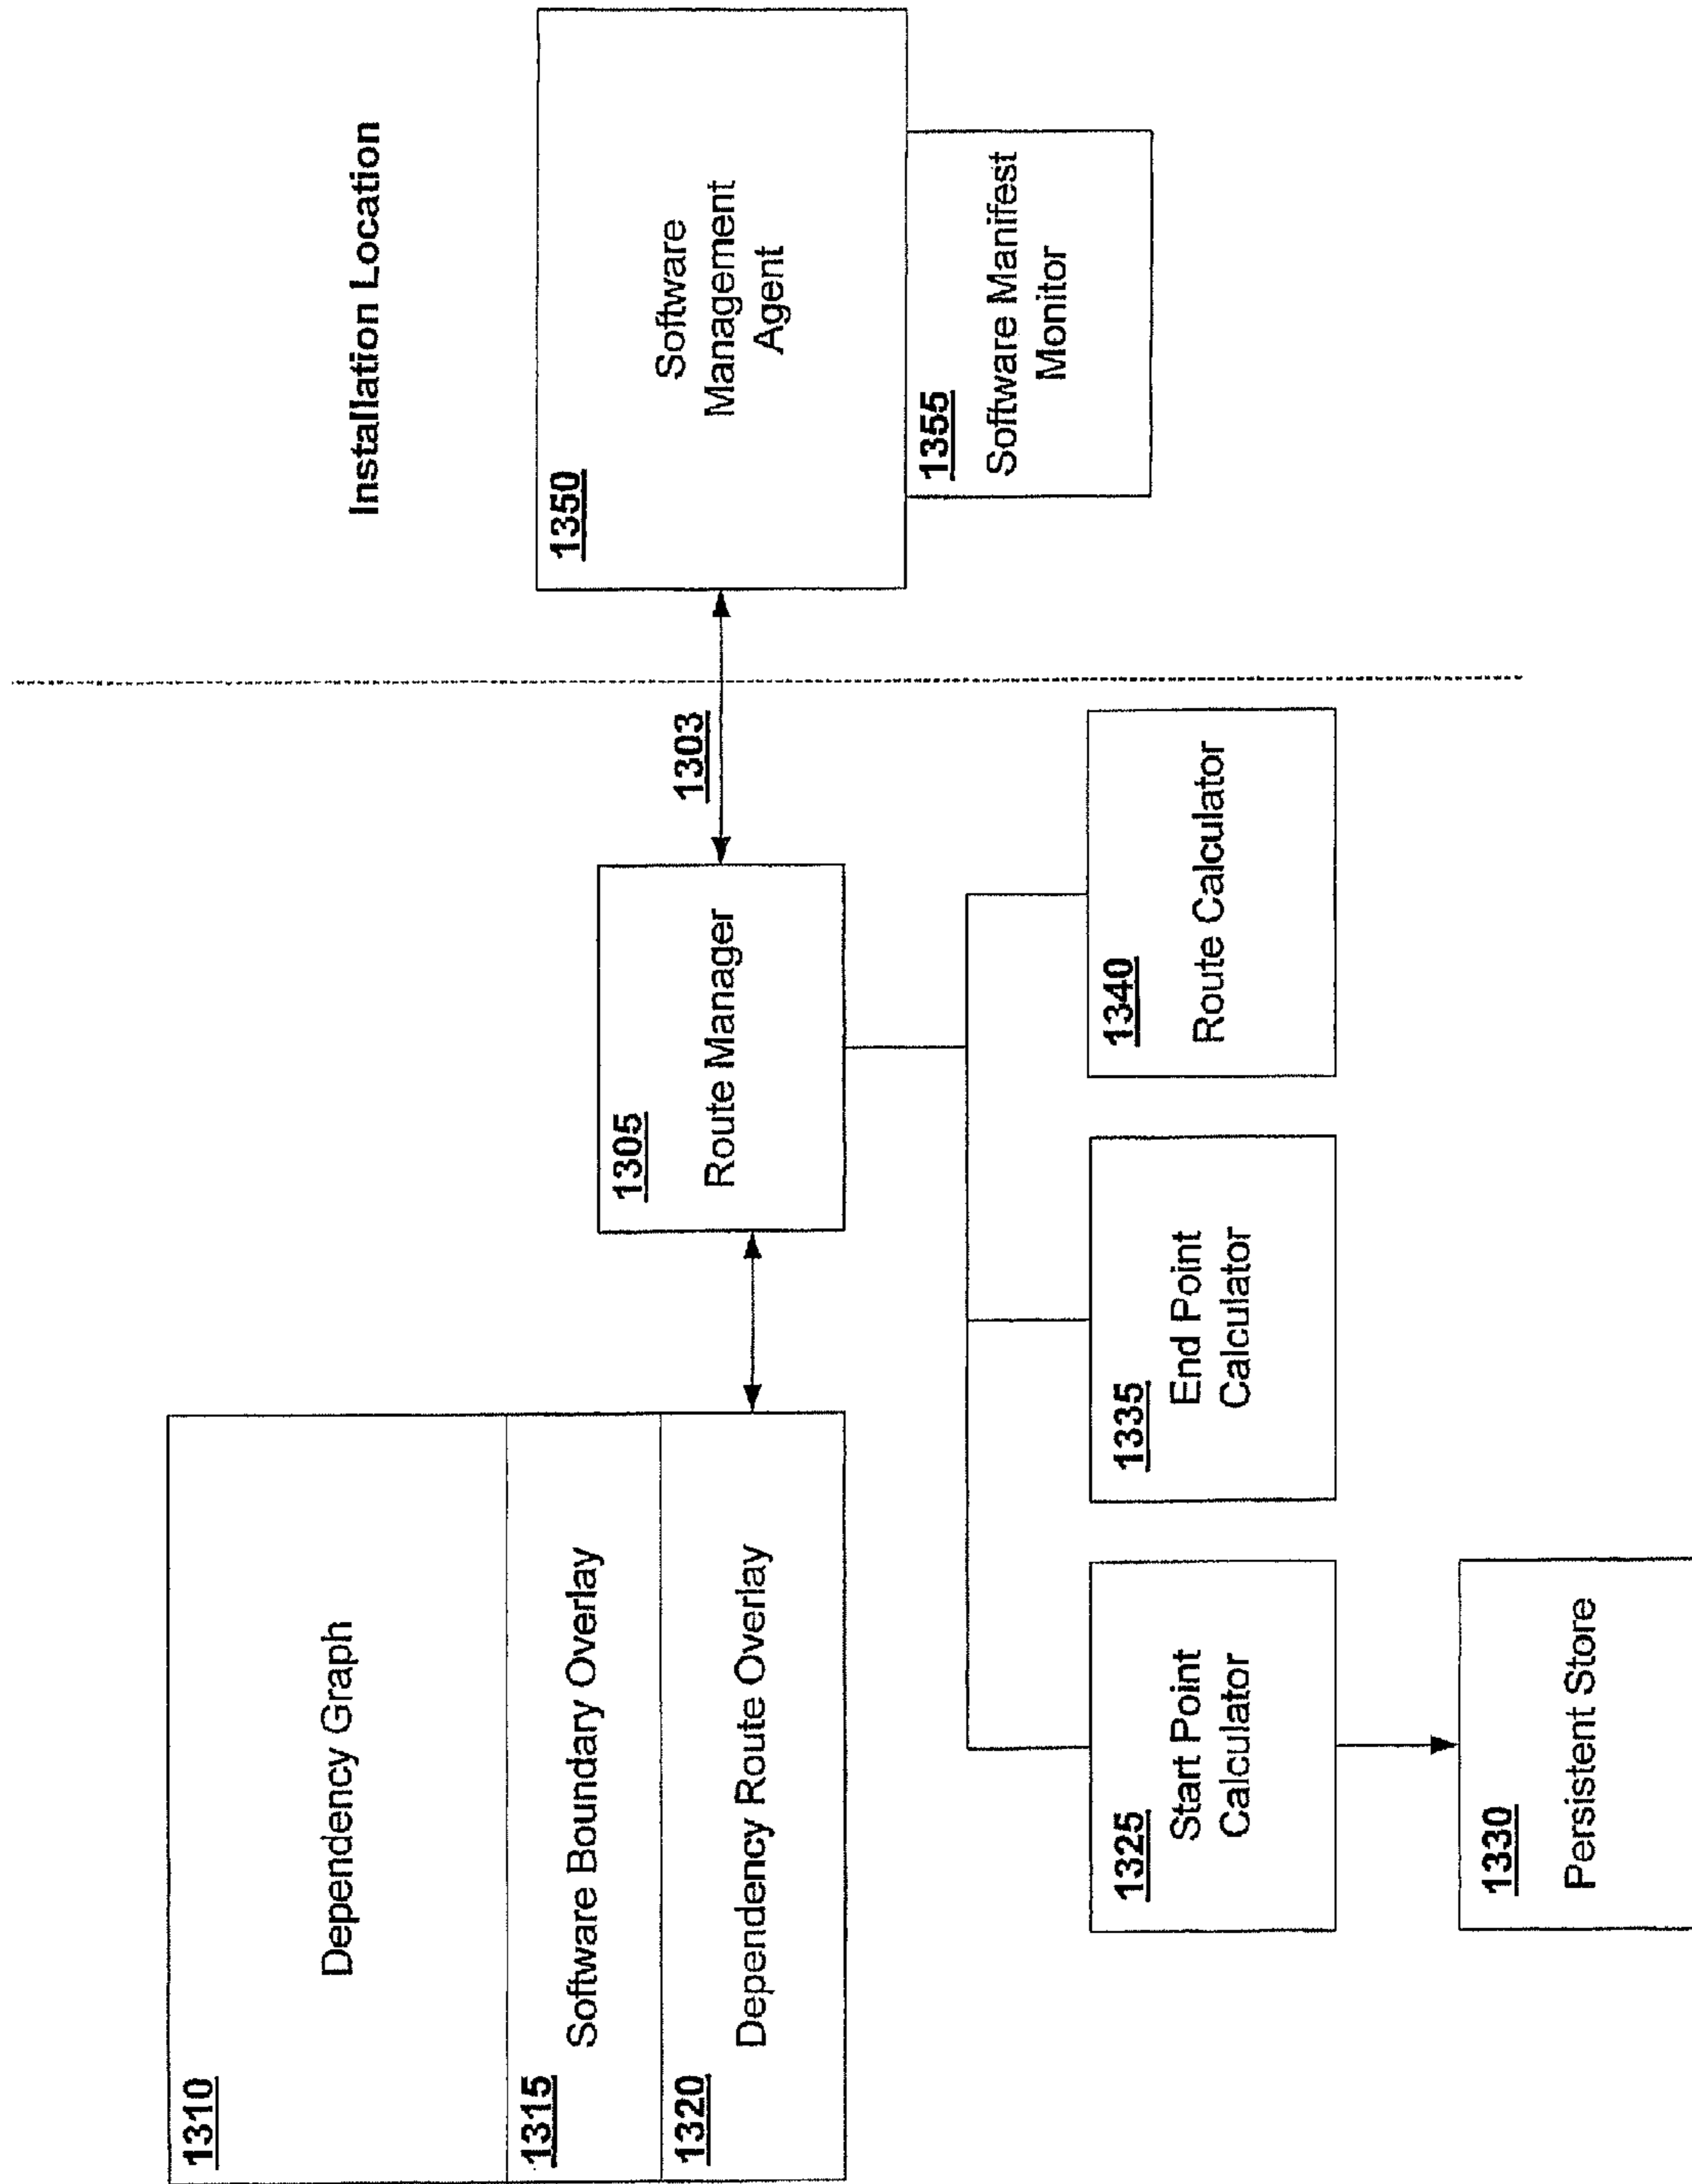 Installation Location
1310
Dependency Graph
1315
Software Boundary Overlay
1320
Dependency Route Overlay
1305
Route Manager
1303
1350
Software
Management
Agent
1355
Software Manifest
Monitor
1325
Start Point
Calculator
1335
End Point
Calculator
1340
Route Calculator
1330
Persistent Store